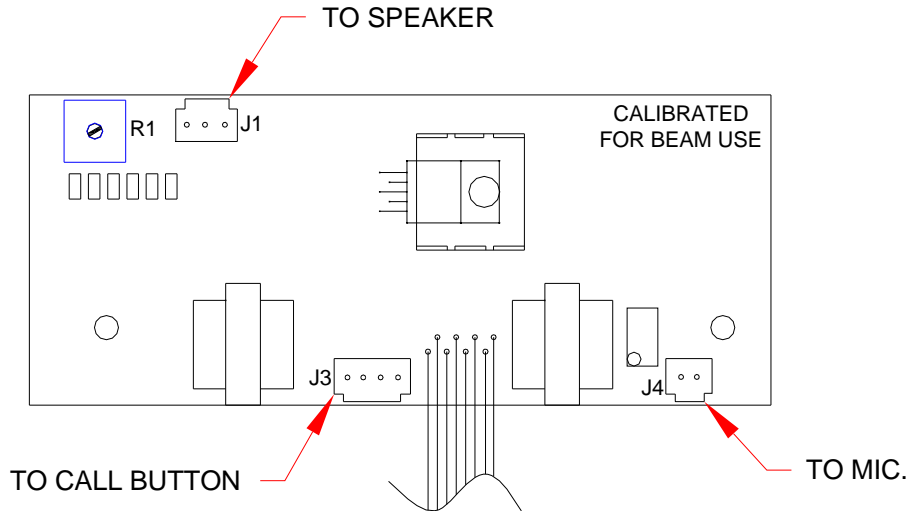 TO SPEAKER
R1
J1
CALIBRATED
FOR BEAM USE
J3
J4
TO CALL BUTTON
TO MIC.